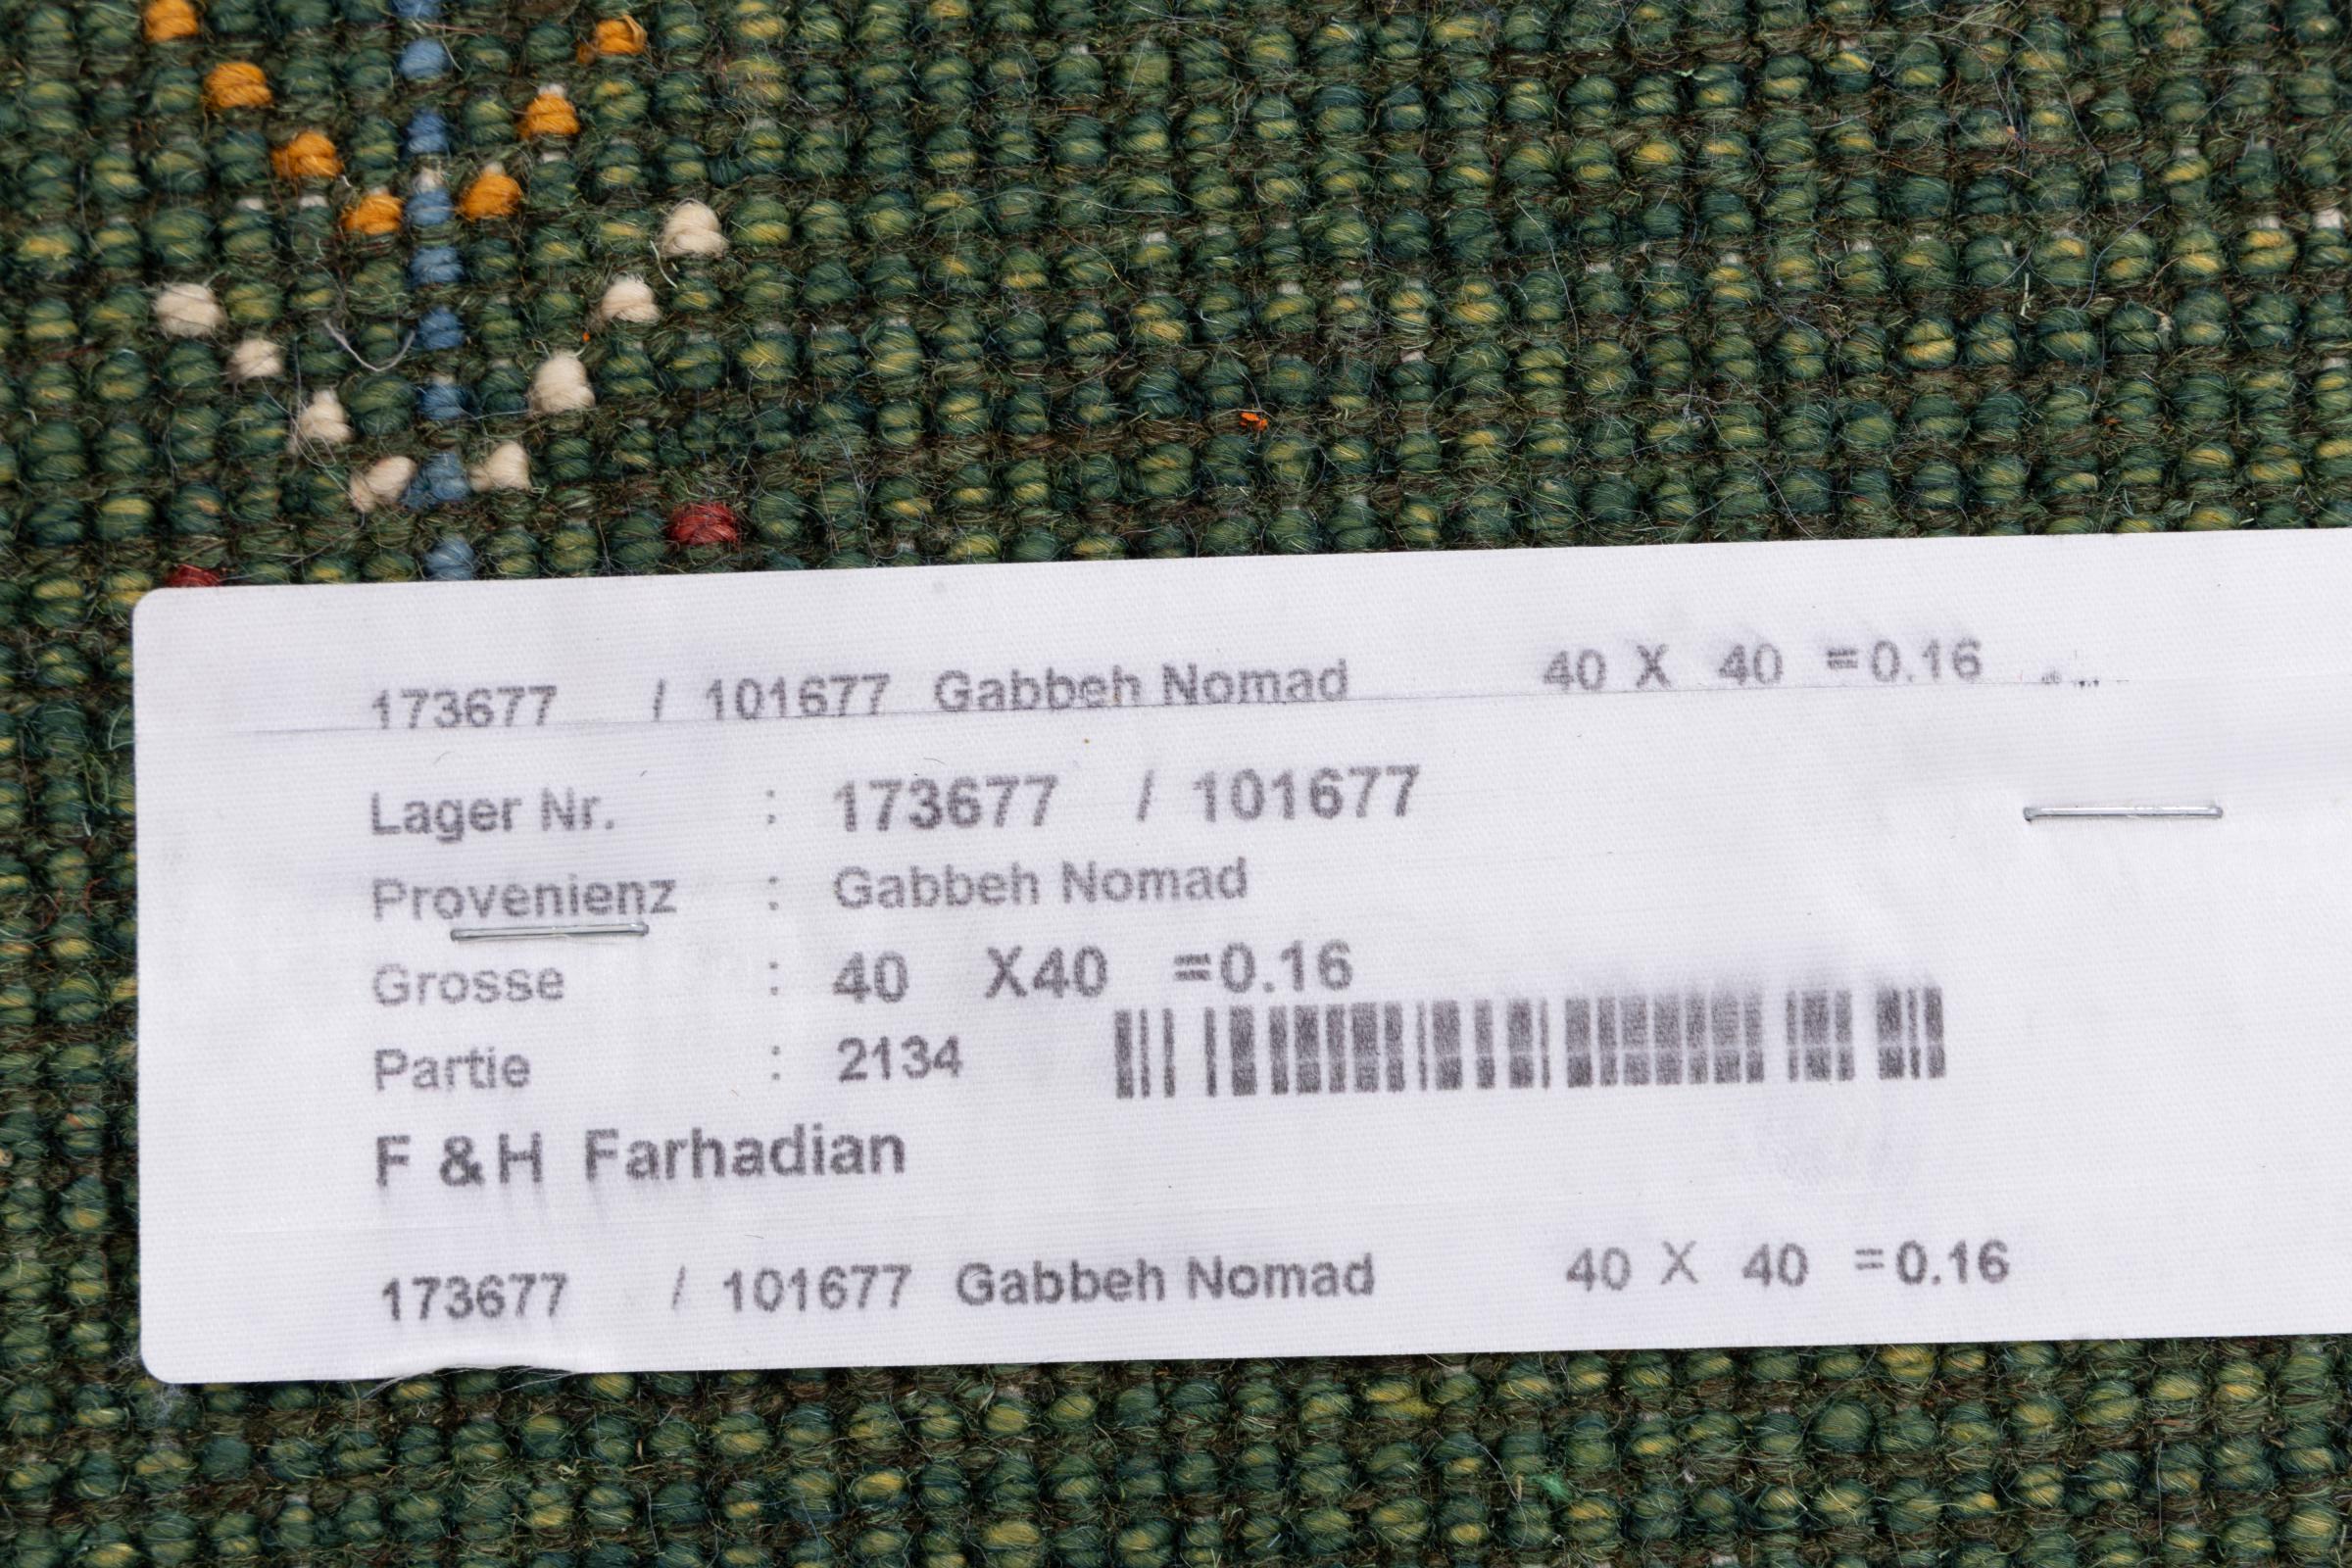 173677 / 101677 Gabbeh Nomad 40 X 40 =0.16
Lager Nr. : 173677 / 101677
Provenienz : Gabbeh Nomad
Grosse : 40 X40 =0.16
Partie : 2134
F & H Farhadian
173677 / 101677 Gabbeh Nomad 40 X 40 =0.16